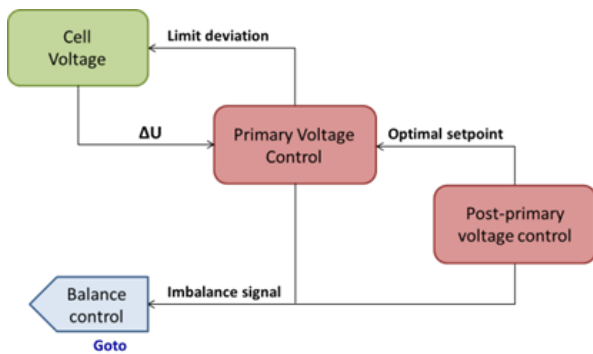 Cell
Voltage
Limit deviation
ΔU
Primary Voltage
Control
Optimal setpoint
Post-primary
voltage control
Balance
control
Imbalance signal
Goto